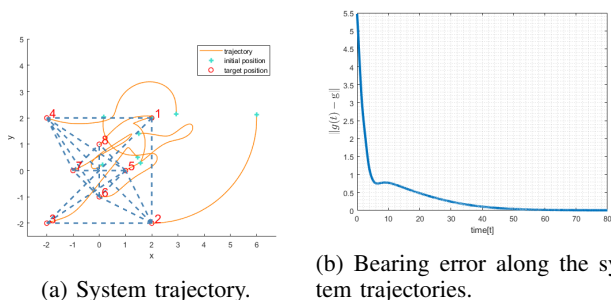 trajectory
initial position
target position
6
5
4
3
2
1
0
-1
-2
y
-2 -1 0 1 2 3 4 5 6
x
4 1
8
7 5
6
3 2
(a) System trajectory.
5.5
5
4.5
4
3.5
3
2.5
2
1.5
1
0.5
0
||g(t) − g||
0 10 20 30 40 50 60 70 80
time[t]
(b) Bearing error along the sy
tem trajectories.